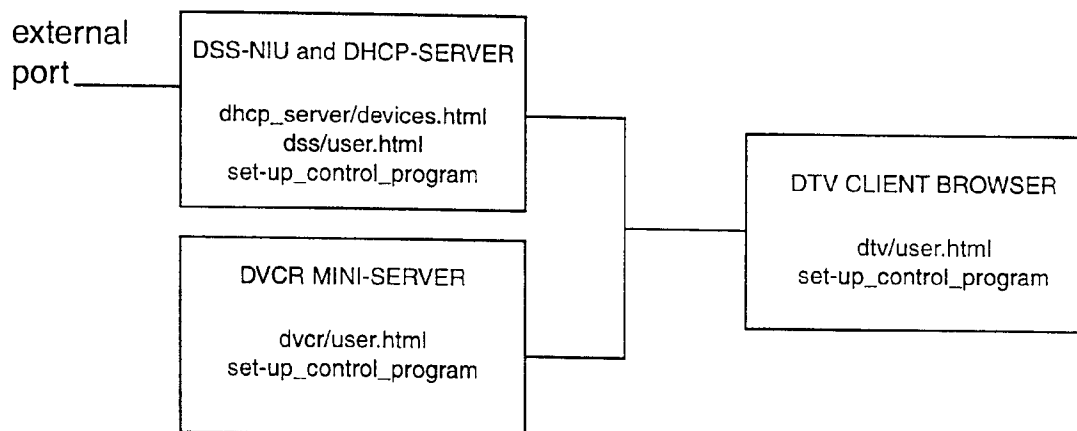 external
port
DSS-NIU and DHCP-SERVER
dhcp_server/devices.html
dss/user.html
set-up_control_program
DVCR MINI-SERVER
dvcr/user.html
set-up_control_program
DTV CLIENT BROWSER
dtv/user.html
set-up_control_program